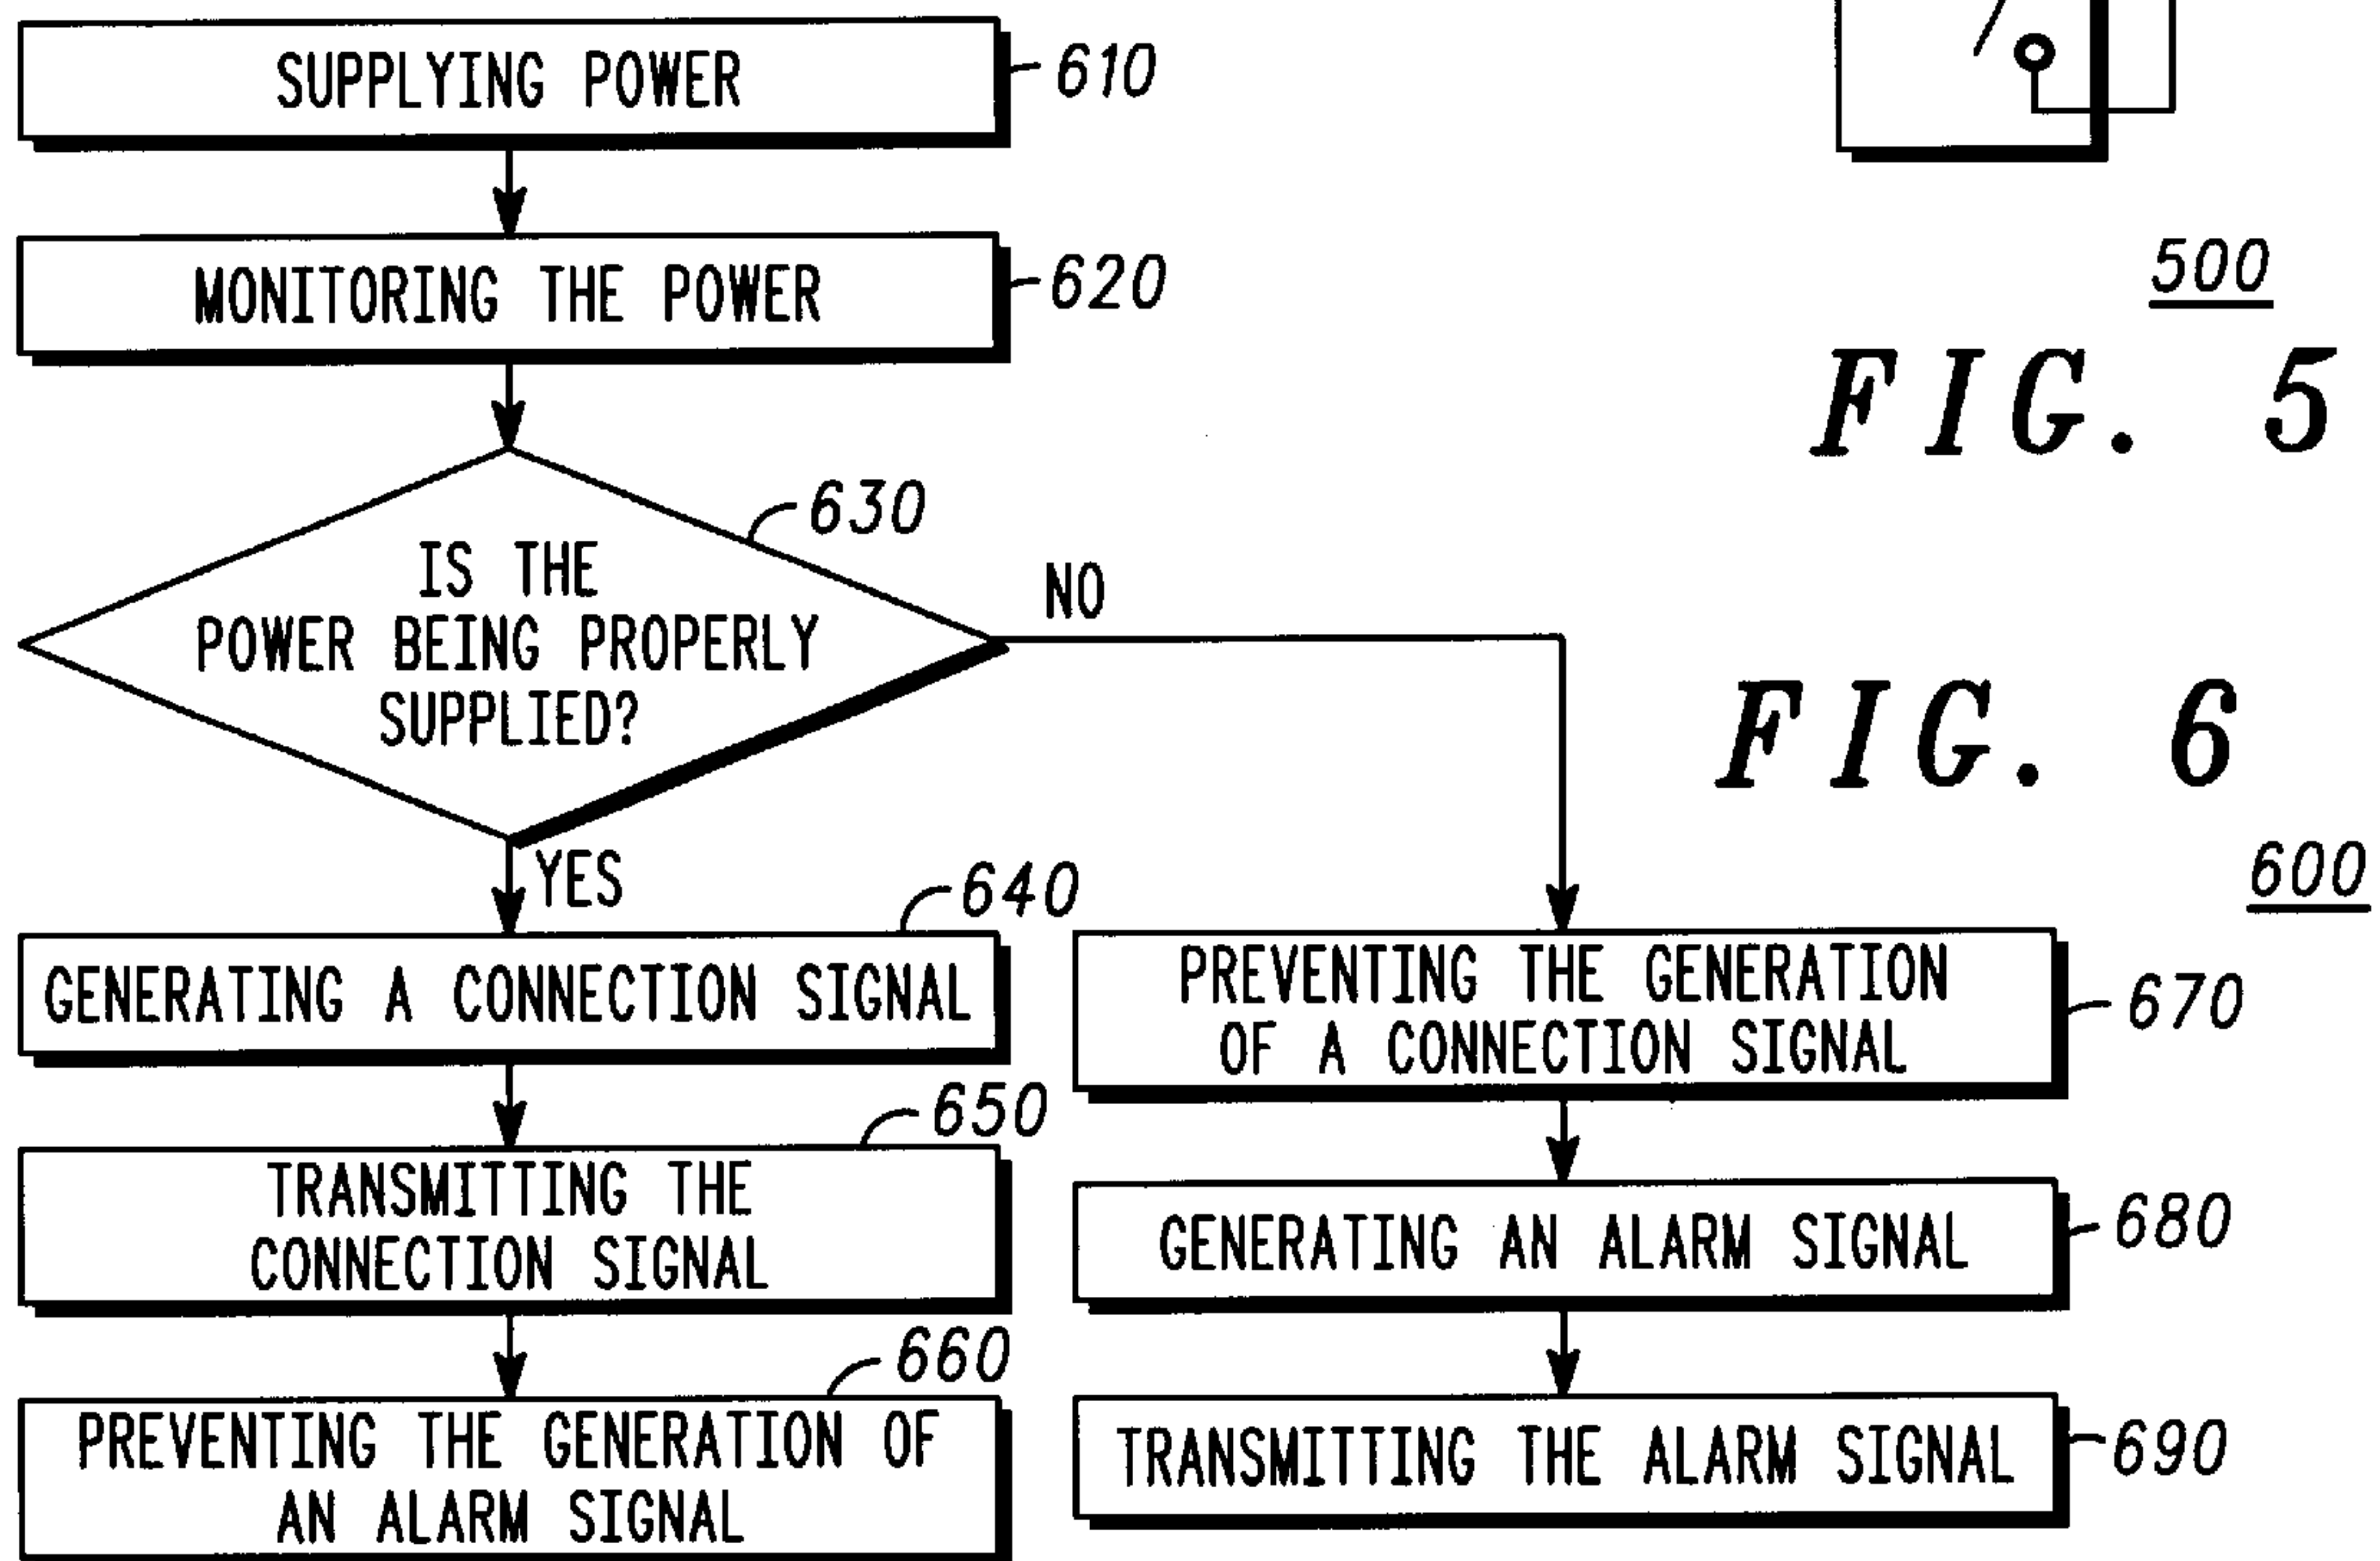 SUPPLYING POWER
610
MONITORING THE POWER
620
500
FIG. 5
630
IS THE
POWER BEING PROPERLY
SUPPLIED?
NO
FIG. 6
YES
600
640
GENERATING A CONNECTION SIGNAL
650
TRANSMITTING THE
CONNECTION SIGNAL
660
PREVENTING THE GENERATION OF
AN ALARM SIGNAL
PREVENTING THE GENERATION
OF A CONNECTION SIGNAL
670
GENERATING AN ALARM SIGNAL
680
TRANSMITTING THE ALARM SIGNAL
690